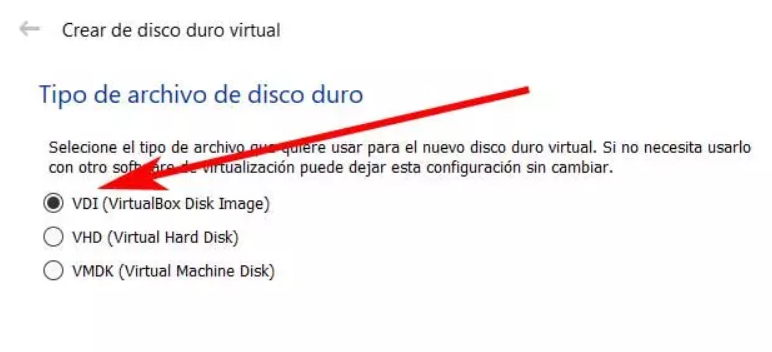 Crear de disco duro virtual
Tipo de archivo de disco duro
Selecione el tipo de archivo que quiere usar para el nuevo disco duro virtual. Si no necesita usarlo
con otro software de virtualización puede dejar esta configuración sin cambiar.
VDI (VirtualBox Disk Image)
VHD (Virtual Hard Disk)
VMDK (Virtual Machine Disk)